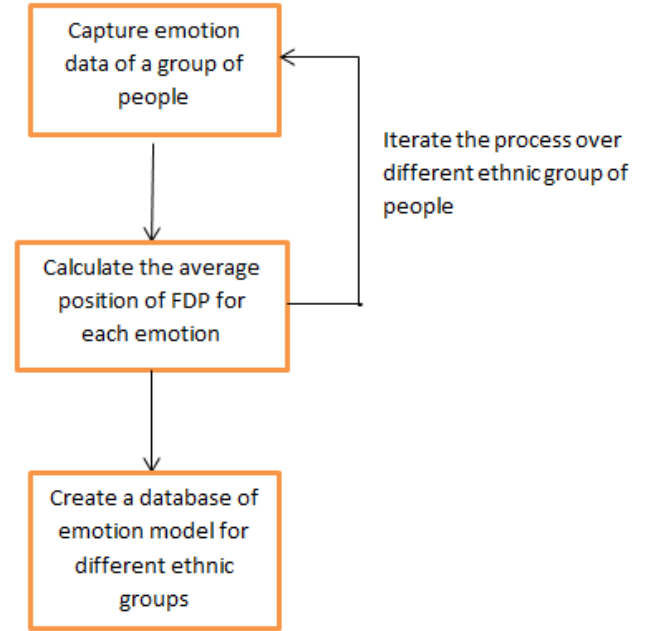 Capture emotion
data of a group of
people
Iterate the process over
different ethnic group of
people
Calculate the average
position of FDP for
each emotion
Create a database of
emotion model for
different ethnic
groups